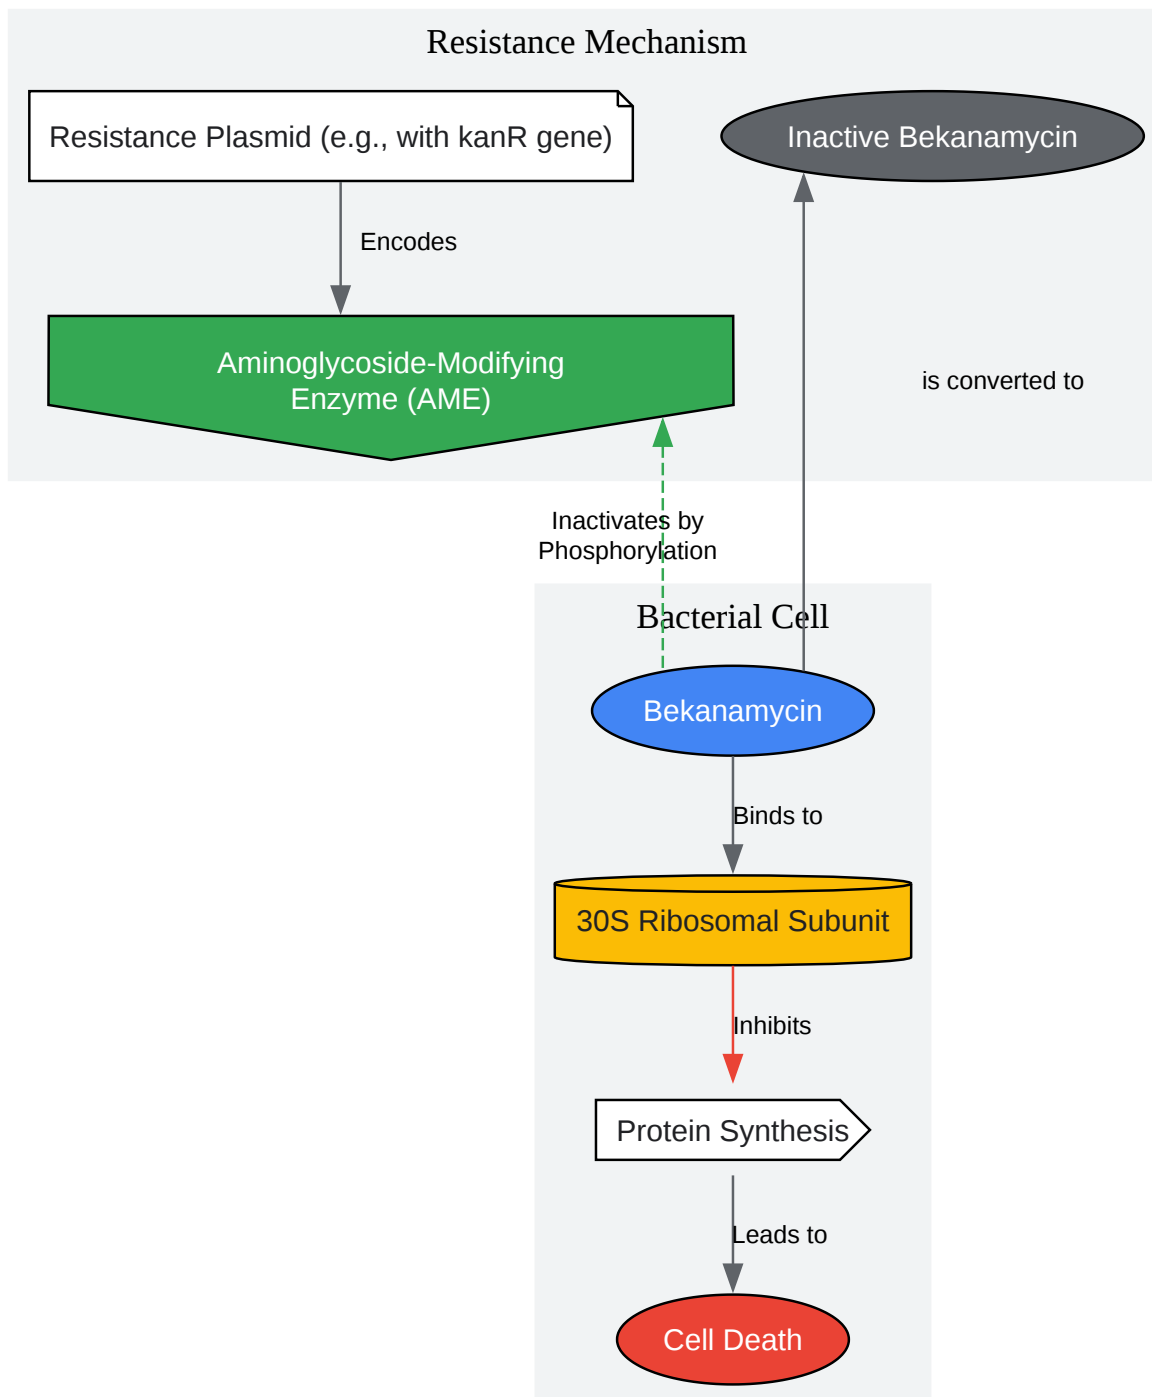 Resistance Mechanism
Resistance Plasmid (e.g., with kanR gene)
Inactive Bekanamycin
Encodes
Aminoglycoside-Modifying
Enzyme (AME)
is converted to
Inactivates by
Phosphorylation
Bacterial Cell
Bekanamycin
Binds to
30S Ribosomal Subunit
Inhibits
Protein Synthesis
Leads to
Cell Death